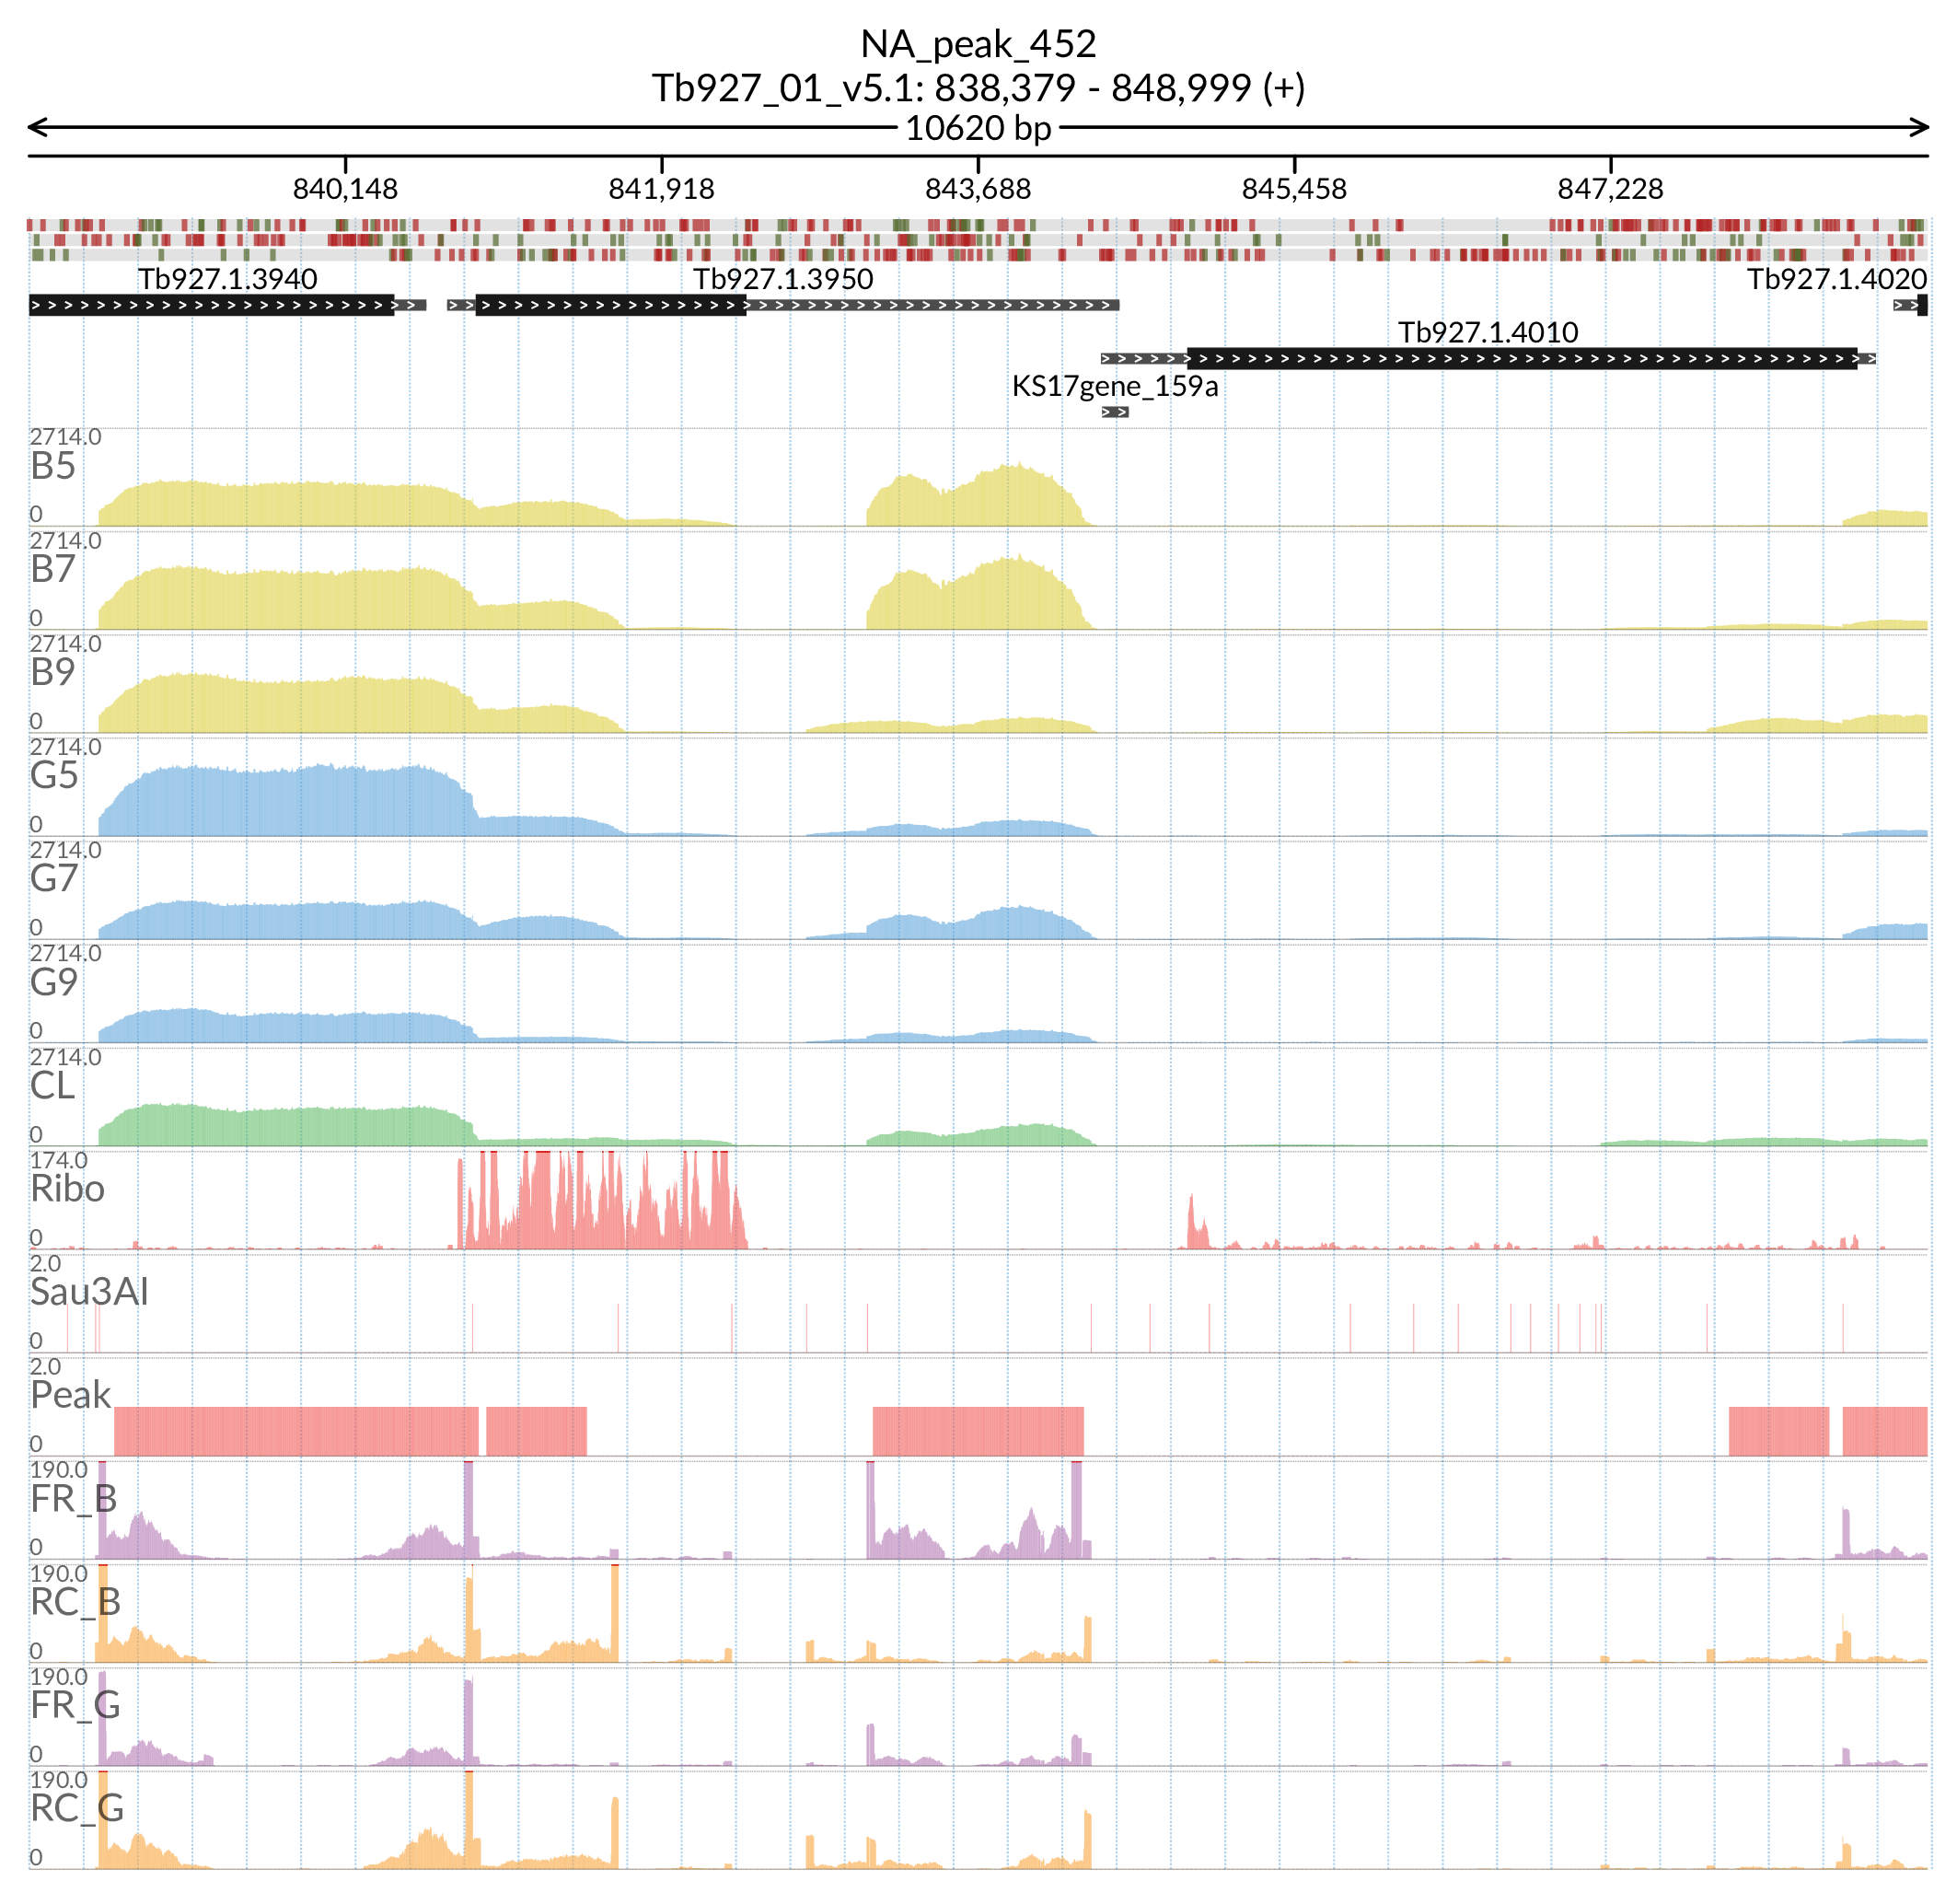 NA_peak_452
Tb927_01_v5.1: 838,379 - 848,999 (+)
10620 bp
840,148 841,918 843,688 845,458 847,228
Tb927.1.3940 Tb927.1.3950 Tb927.1.4020
Tb927.1.4010
KS17gene_159a
2714.0
B5
0
2714.0
B7
0
2714.0
B9
0
2714.0
G5
0
2714.0
G7
0
2714.0
G9
0
2714.0
CL
0
174.0
Ribo
0
2.0
Sau3AI
0
2.0
Peak
0
190.0
FR_B
0
190.0
RC_B
0
190.0
FR_G
0
190.0
RC_G
0